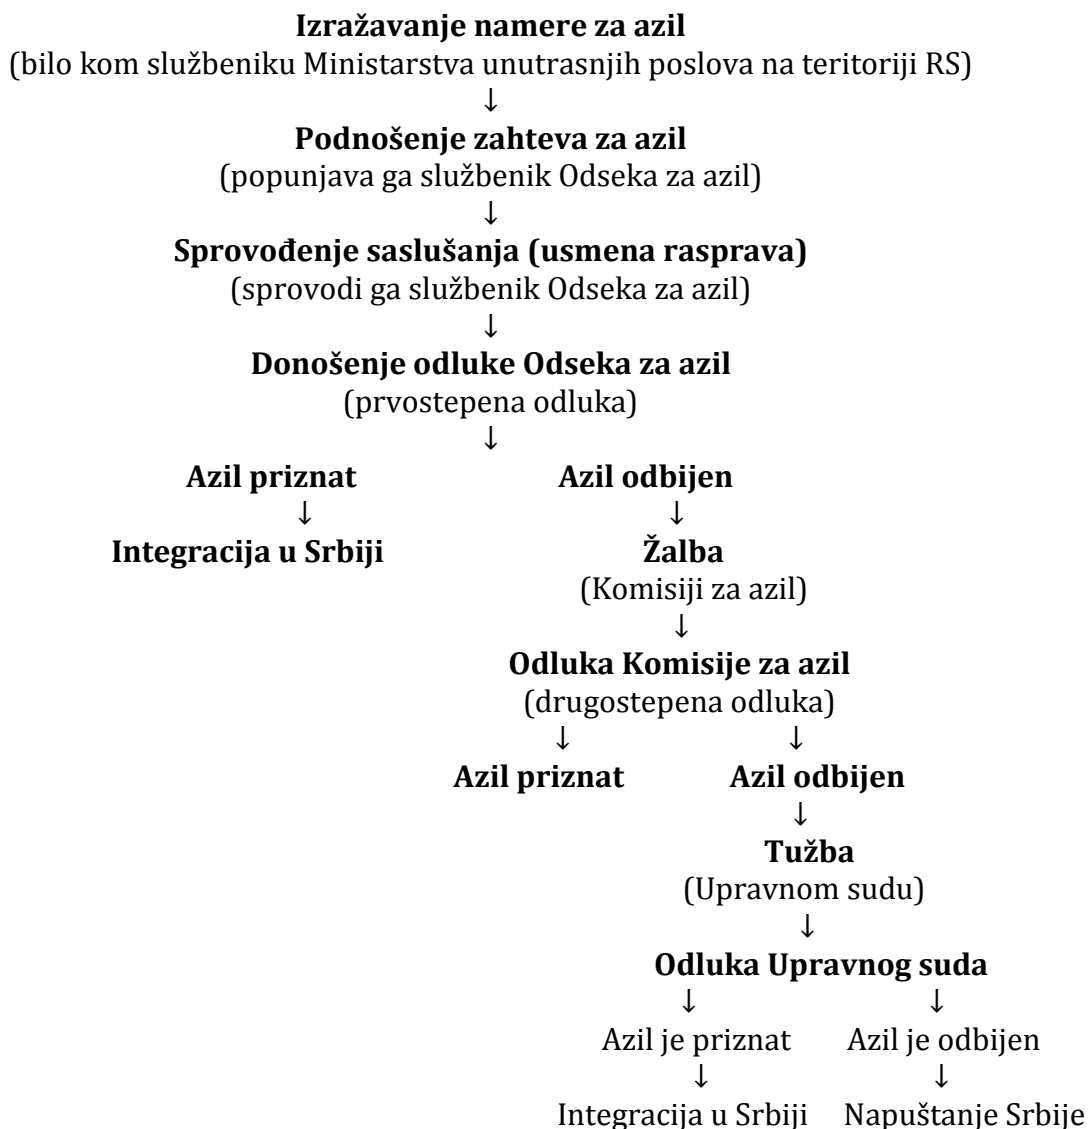 Izražavanje namere za azil
(bilo kom službeniku Ministarstva unutrasnjih poslova na teritoriji RS)
↓
Podnošenje zahteva za azil
(popunjava ga službenik Odseka za azil)
↓
Sprovođenje saslušanja (usmena rasprava)
(sprovodi ga službenik Odseka za azil)
↓
Donošenje odluke Odseka za azil
(prvostepena odluka)
↓
Azil priznat Azil odbijen
↓ ↓
Integracija u Srbiji Žalba
(Komisiji za azil)
↓
Odluka Komisije za azil
(drugostepena odluka)
↓ ↓
Azil priznat Azil odbijen
↓
Tužba
(Upravnom sudu)
↓
Odluka Upravnog suda
↓ ↓
Azil je priznat Azil je odbijen
↓ ↓
Integracija u Srbiji Napuštanje Srbije